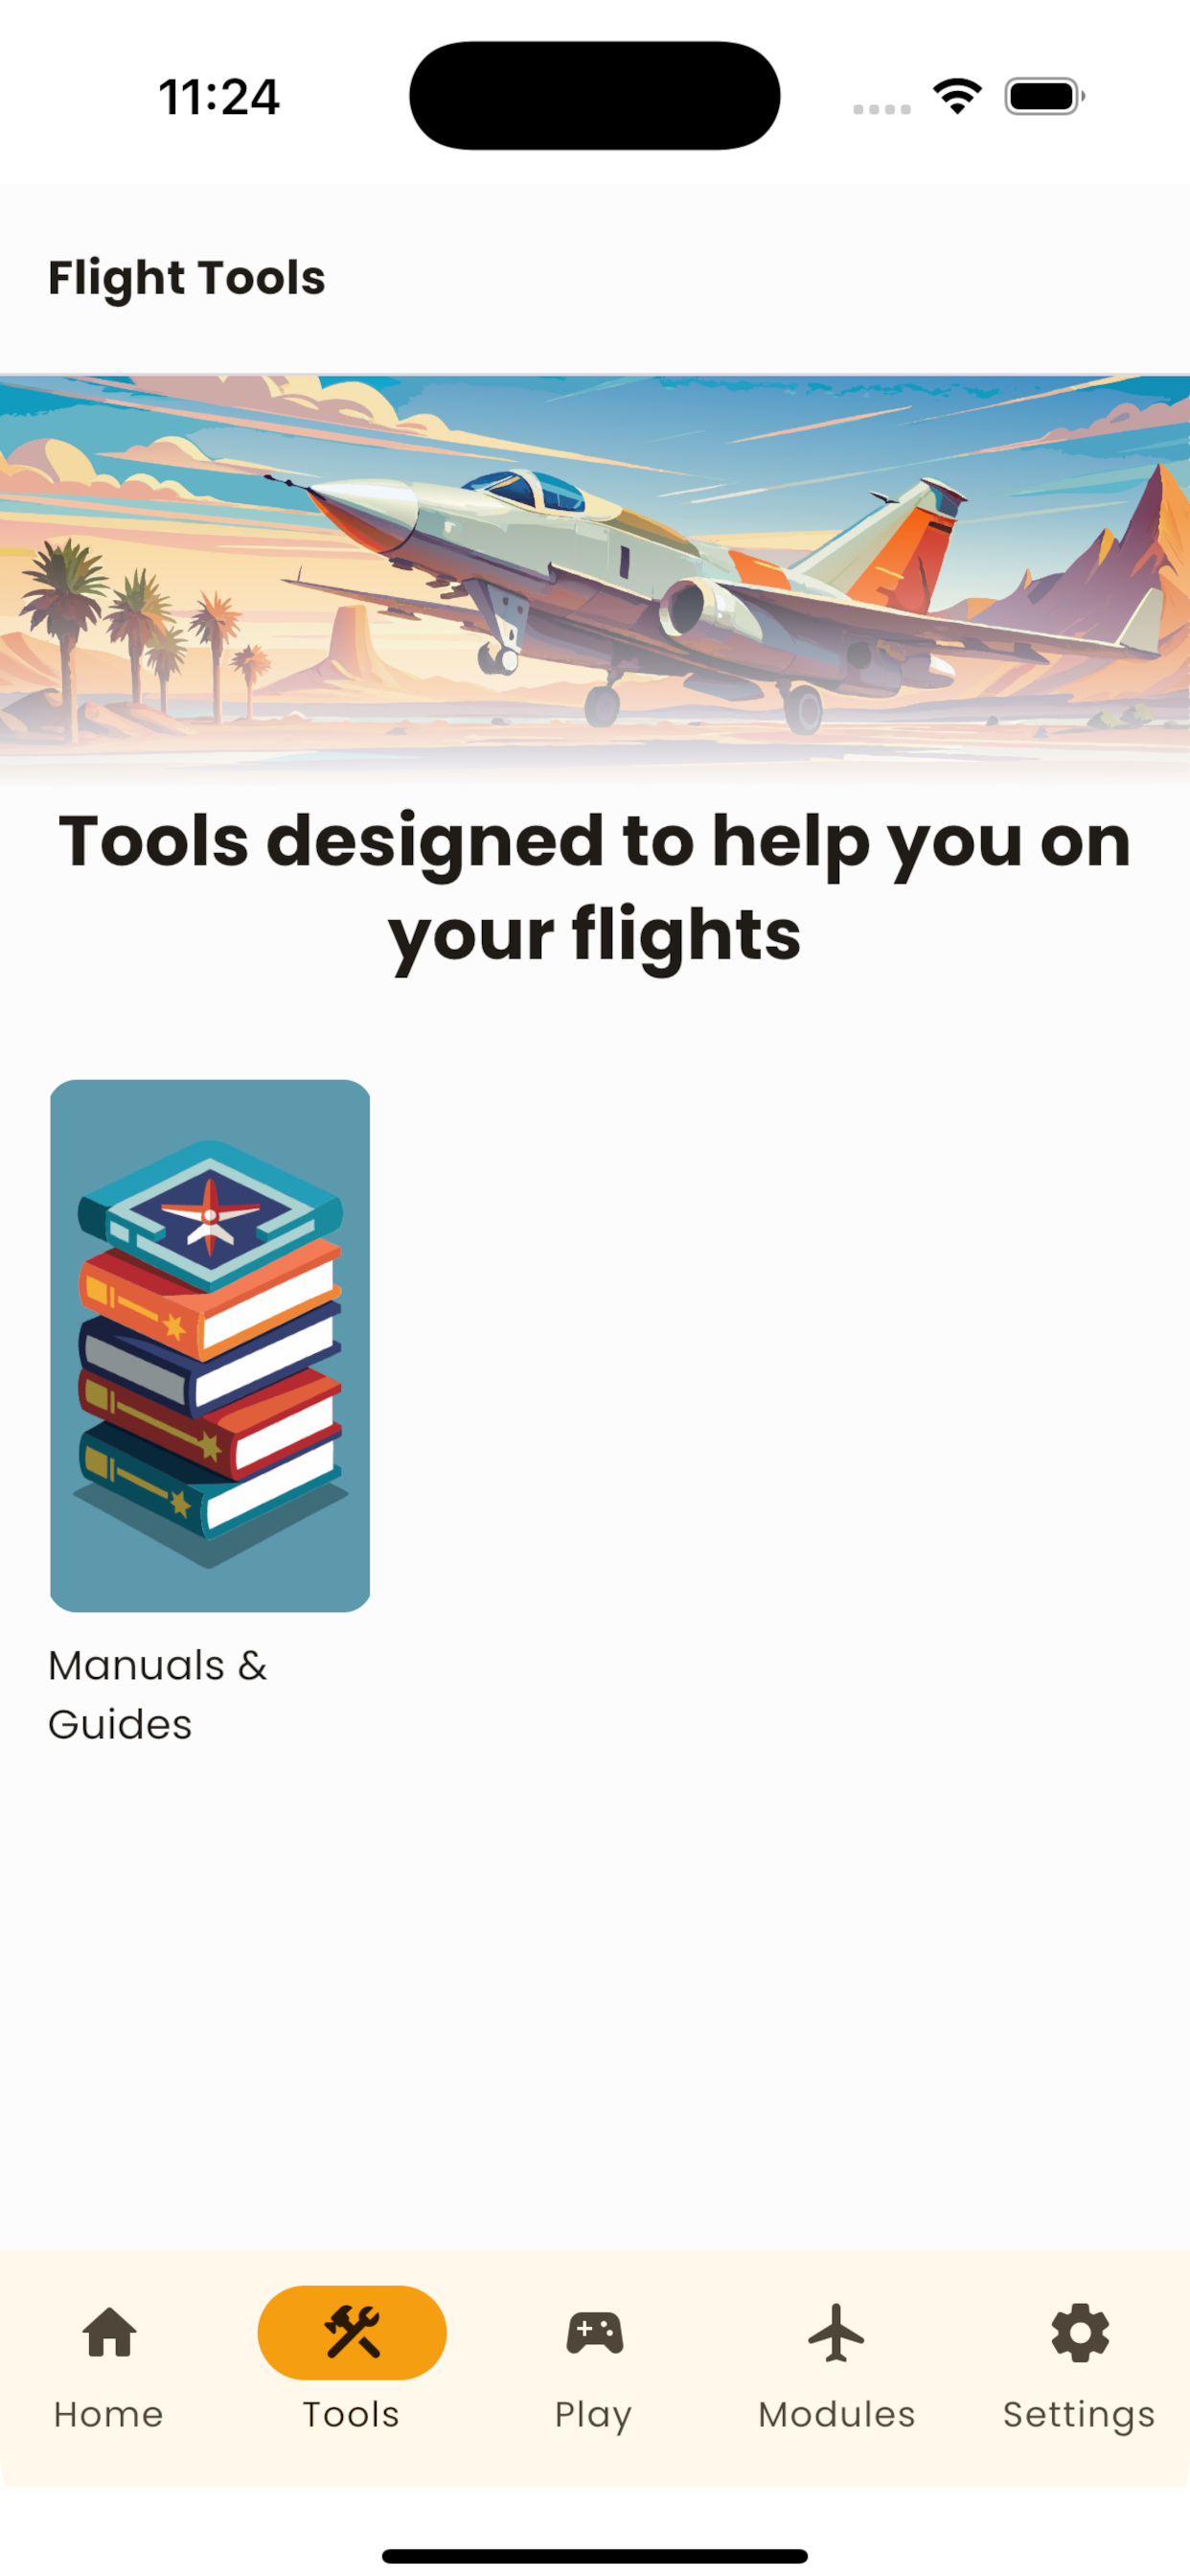 11:24
Flight Tools
Tools designed to help you on
your flights
Manuals &
Guides
Home
Tools
Play
Modules
Settings